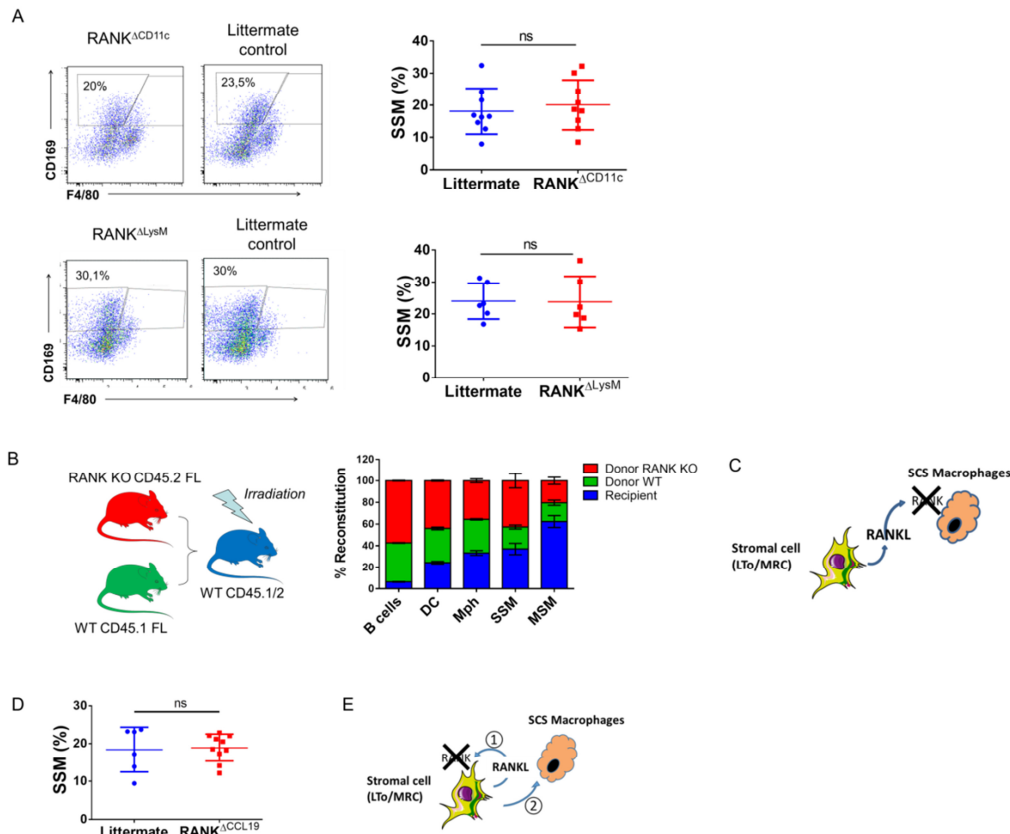 A
RANKΔCD11c
Littermate
control
20%
23,5%
CD169
F4/80
ns
SSM (%)
40
30
20
10
0
Littermate RANKΔCD11c
RANKΔLysM
Littermate
control
30,1%
30%
CD169
F4/80
ns
SSM (%)
40
30
20
10
0
Littermate RANKΔLysM
B
RANK KO CD45.2 FL
Irradiation
WT CD45.1/2
WT CD45.1 FL
% Reconstitution
120
100
80
60
40
20
0
B cells
DC
Mph
SSM
MSM
Donor RANK KO
Donor WT
Recipient
C
SCS Macrophages
RANK
RANKL
Stromal cell
(LTo/MRC)
D
ns
SSM (%)
30
20
10
0
Littermate RANKΔCCL19
E
SCS Macrophages
1
RANK
RANKL
Stromal cell
(LTo/MRC)
2